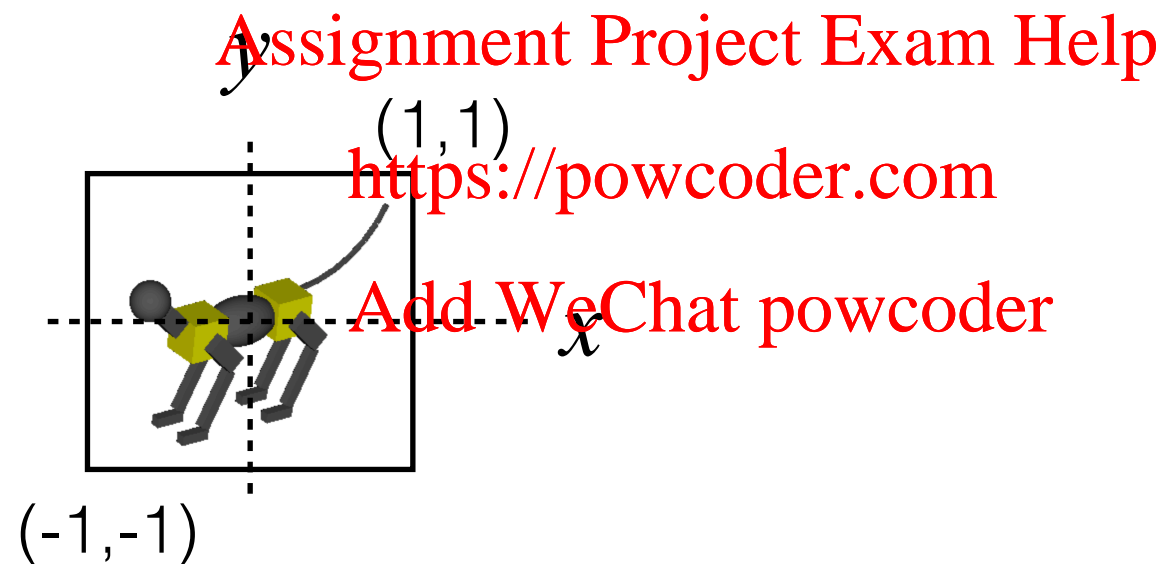 Assignment Project Exam Help
y
(1,1)
https://powcoder.com
Add WeChat powcoder
x
(-1,-1)